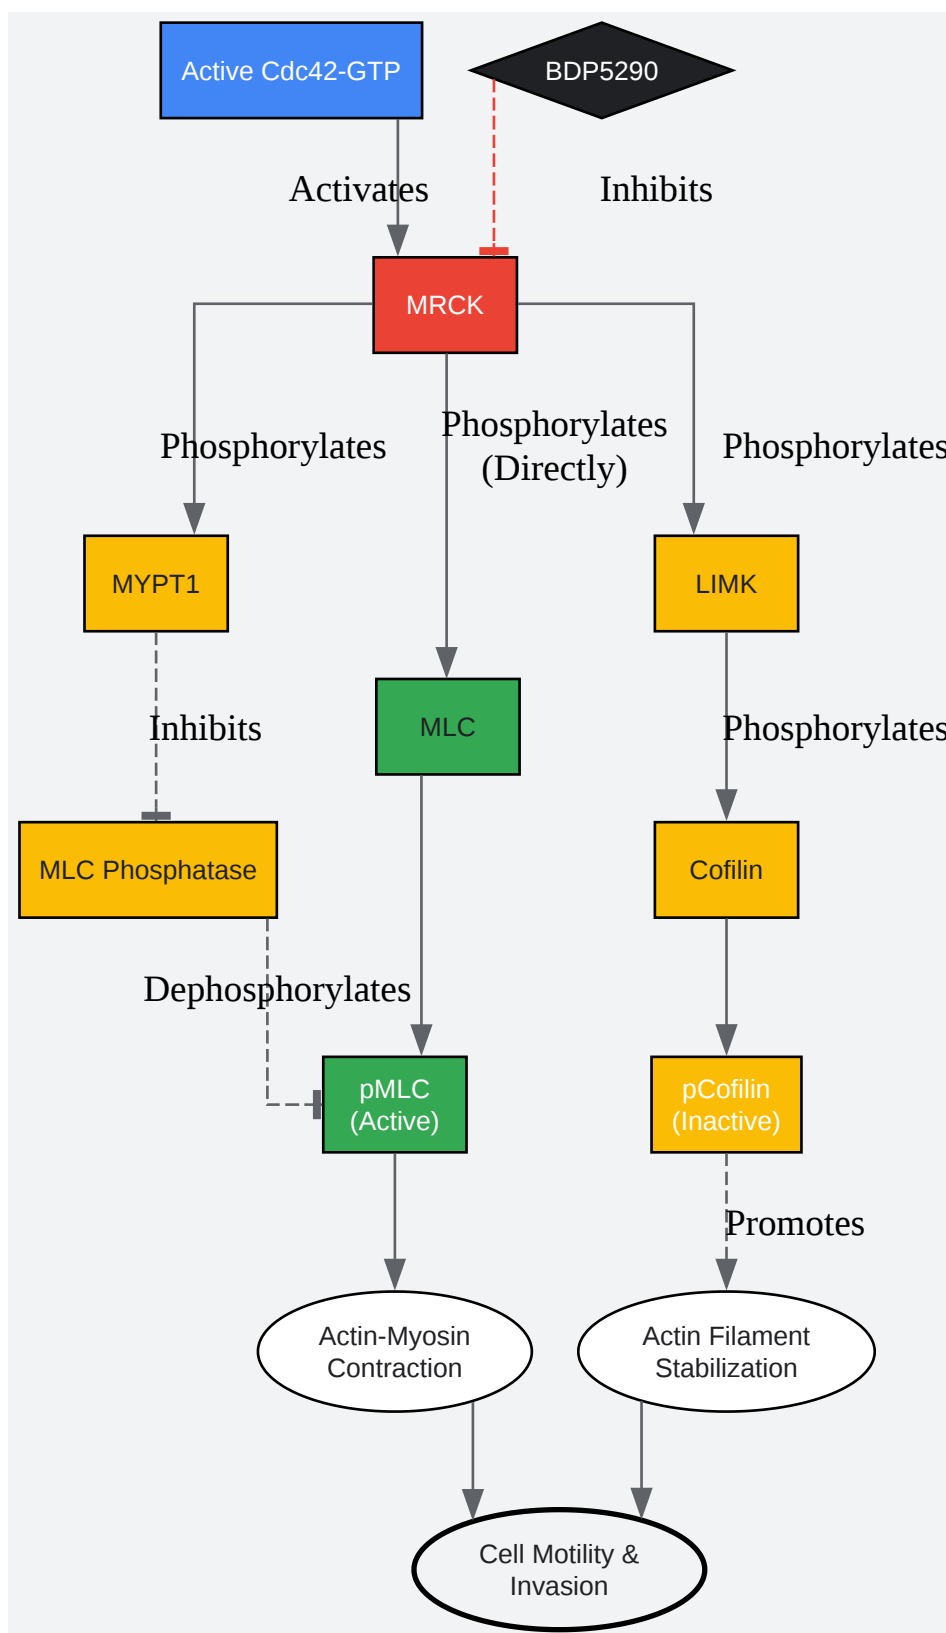 Active Cdc42-GTP
BDP5290
Activates
Inhibits
MRCK
Phosphorylates
Phosphorylates
(Directly)
Phosphorylates
MYPT1
LIMK
Inhibits
MLC
Phosphorylates
MLC Phosphatase
Cofilin
Dephosphorylates
pMLC
(Active)
pCofilin
(Inactive)
Promotes
Actin-Myosin
Contraction
Actin Filament
Stabilization
Cell Motility &
Invasion